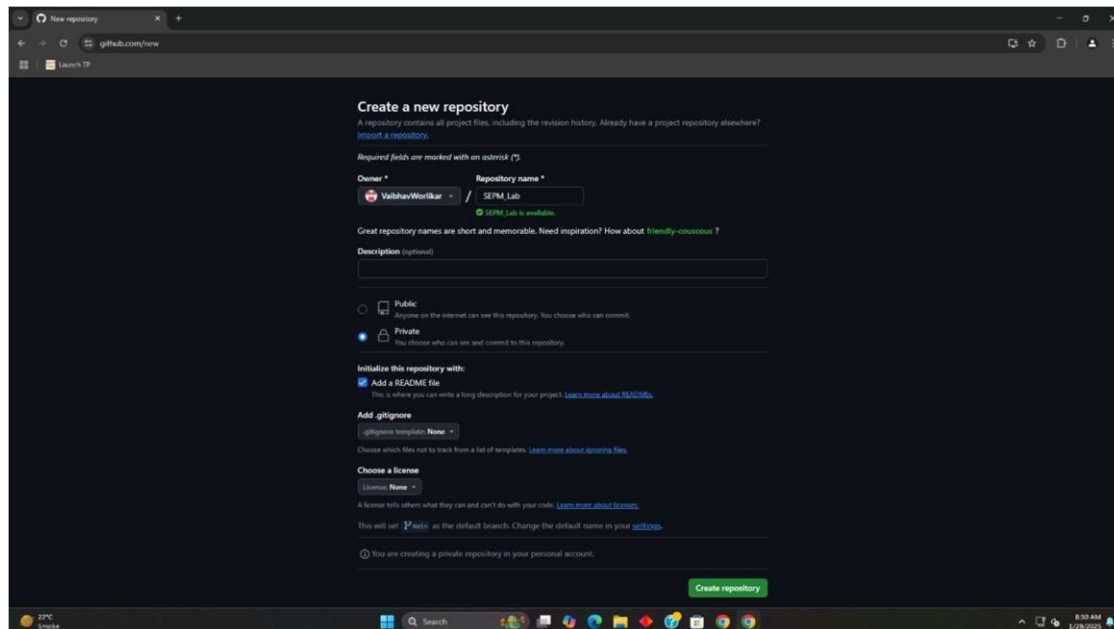 New repository
github.com/new
Launch TP
Create a new repository
A repository contains all project files, including the revision history. Already have a project repository elsewhere?
Import a repository.
Required fields are marked with an asterisk (*).
Owner * Repository name *
VaibhavWorlikar / SEPM_Lab
SEPM_Lab is available.
Great repository names are short and memorable. Need inspiration? How about friendly-couscous ?
Description (optional)
Public
Anyone on the internet can see this repository. You choose who can commit.
Private
You choose who can see and commit to this repository.
Initialize this repository with:
Add a README file
This is where you can write a long description for your project. Learn more about READMEs.
Add .gitignore
.gitignore template: None
Choose which files not to track from a list of templates. Learn more about ignoring files.
Choose a license
License: None
A license tells others what they can and can't do with your code. Learn more about licenses.
This will set main as the default branch. Change the default name in your settings.
You are creating a private repository in your personal account.
Create repository
22°C
Smoke
Search
8:30 AM
1/29/2025